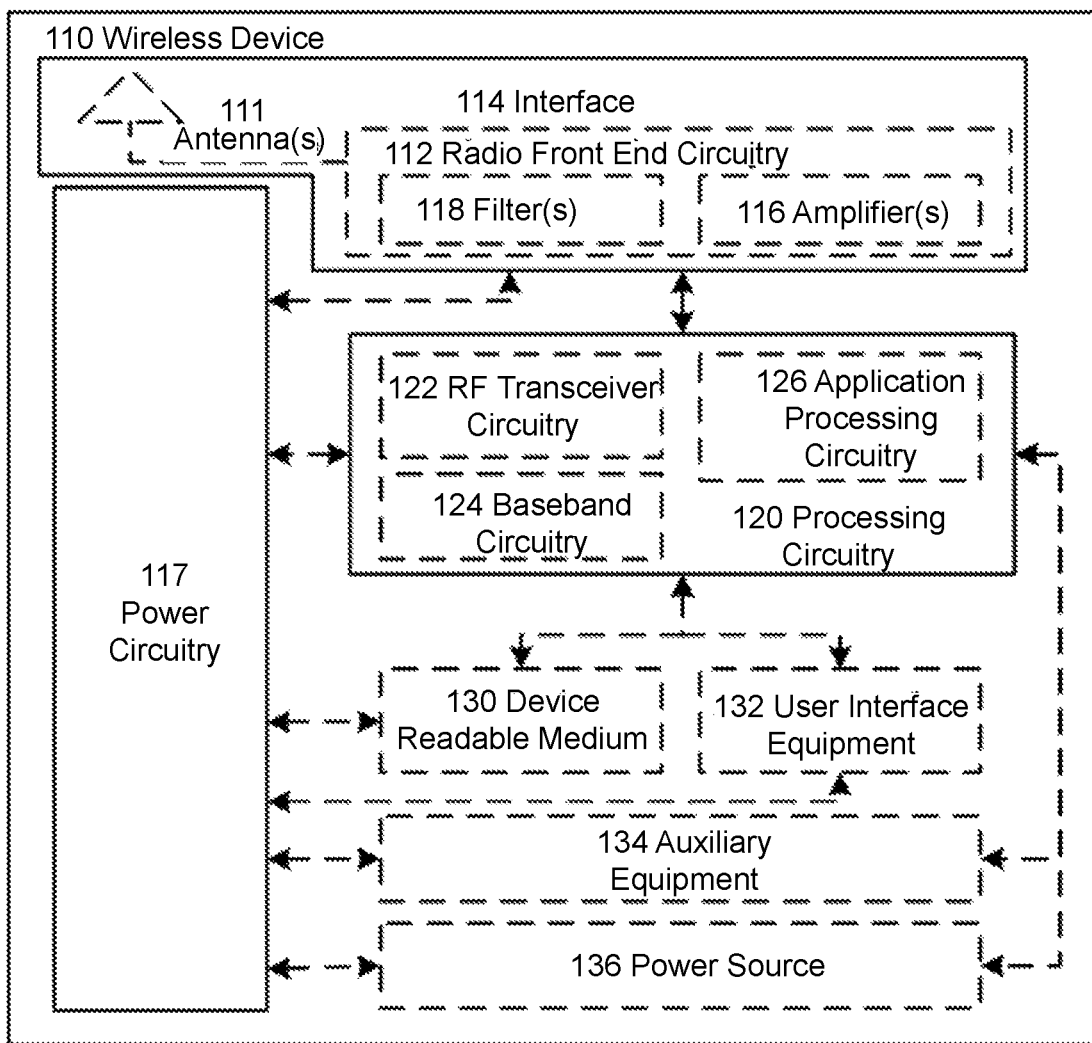 110 Wireless Device
111
Antenna(s)
114 Interface
112 Radio Front End Circuitry
118 Filter(s)
116 Amplifier(s)
122 RF Transceiver
Circuitry
126 Application
Processing
Circuitry
124 Baseband
Circuitry
120 Processing
Circuitry
117
Power
Circuitry
130 Device
Readable Medium
132 User Interface
Equipment
134 Auxiliary
Equipment
136 Power Source